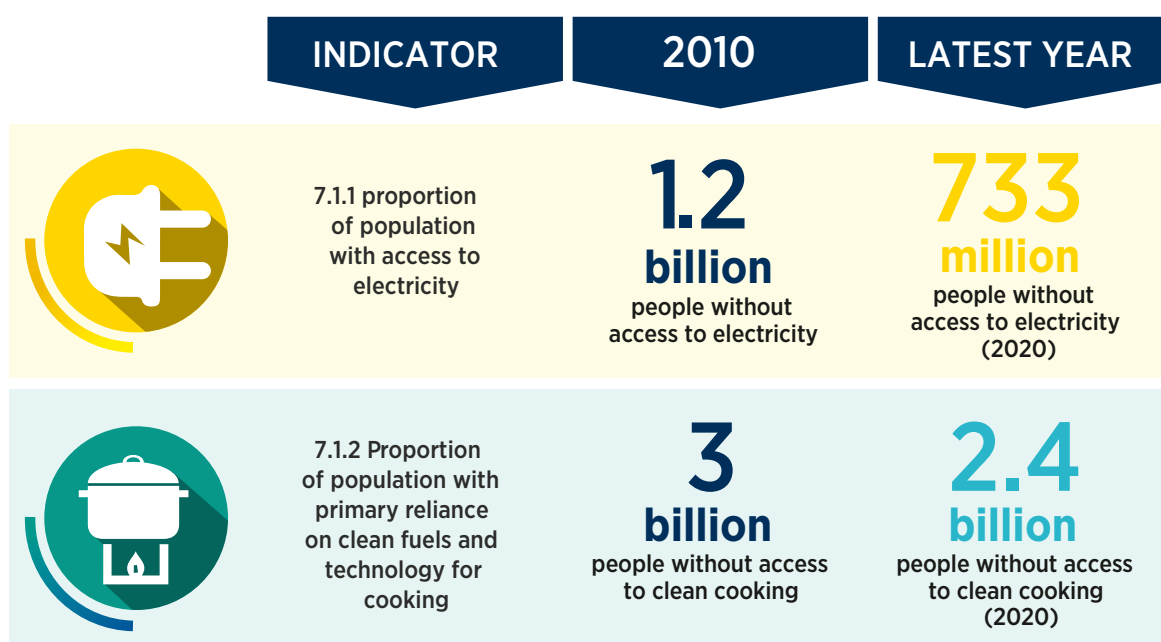 INDICATOR
2010
LATEST YEAR
7.1.1 proportion
of population
with access to
electricity
1.2
billion
people without
access to electricity
733
million
people without
access to electricity
(2020)
7.1.2 Proportion
of population with
primary reliance
on clean fuels and
technology for
cooking
3
billion
people without access
to clean cooking
2.4
billion
people without access
to clean cooking
(2020)